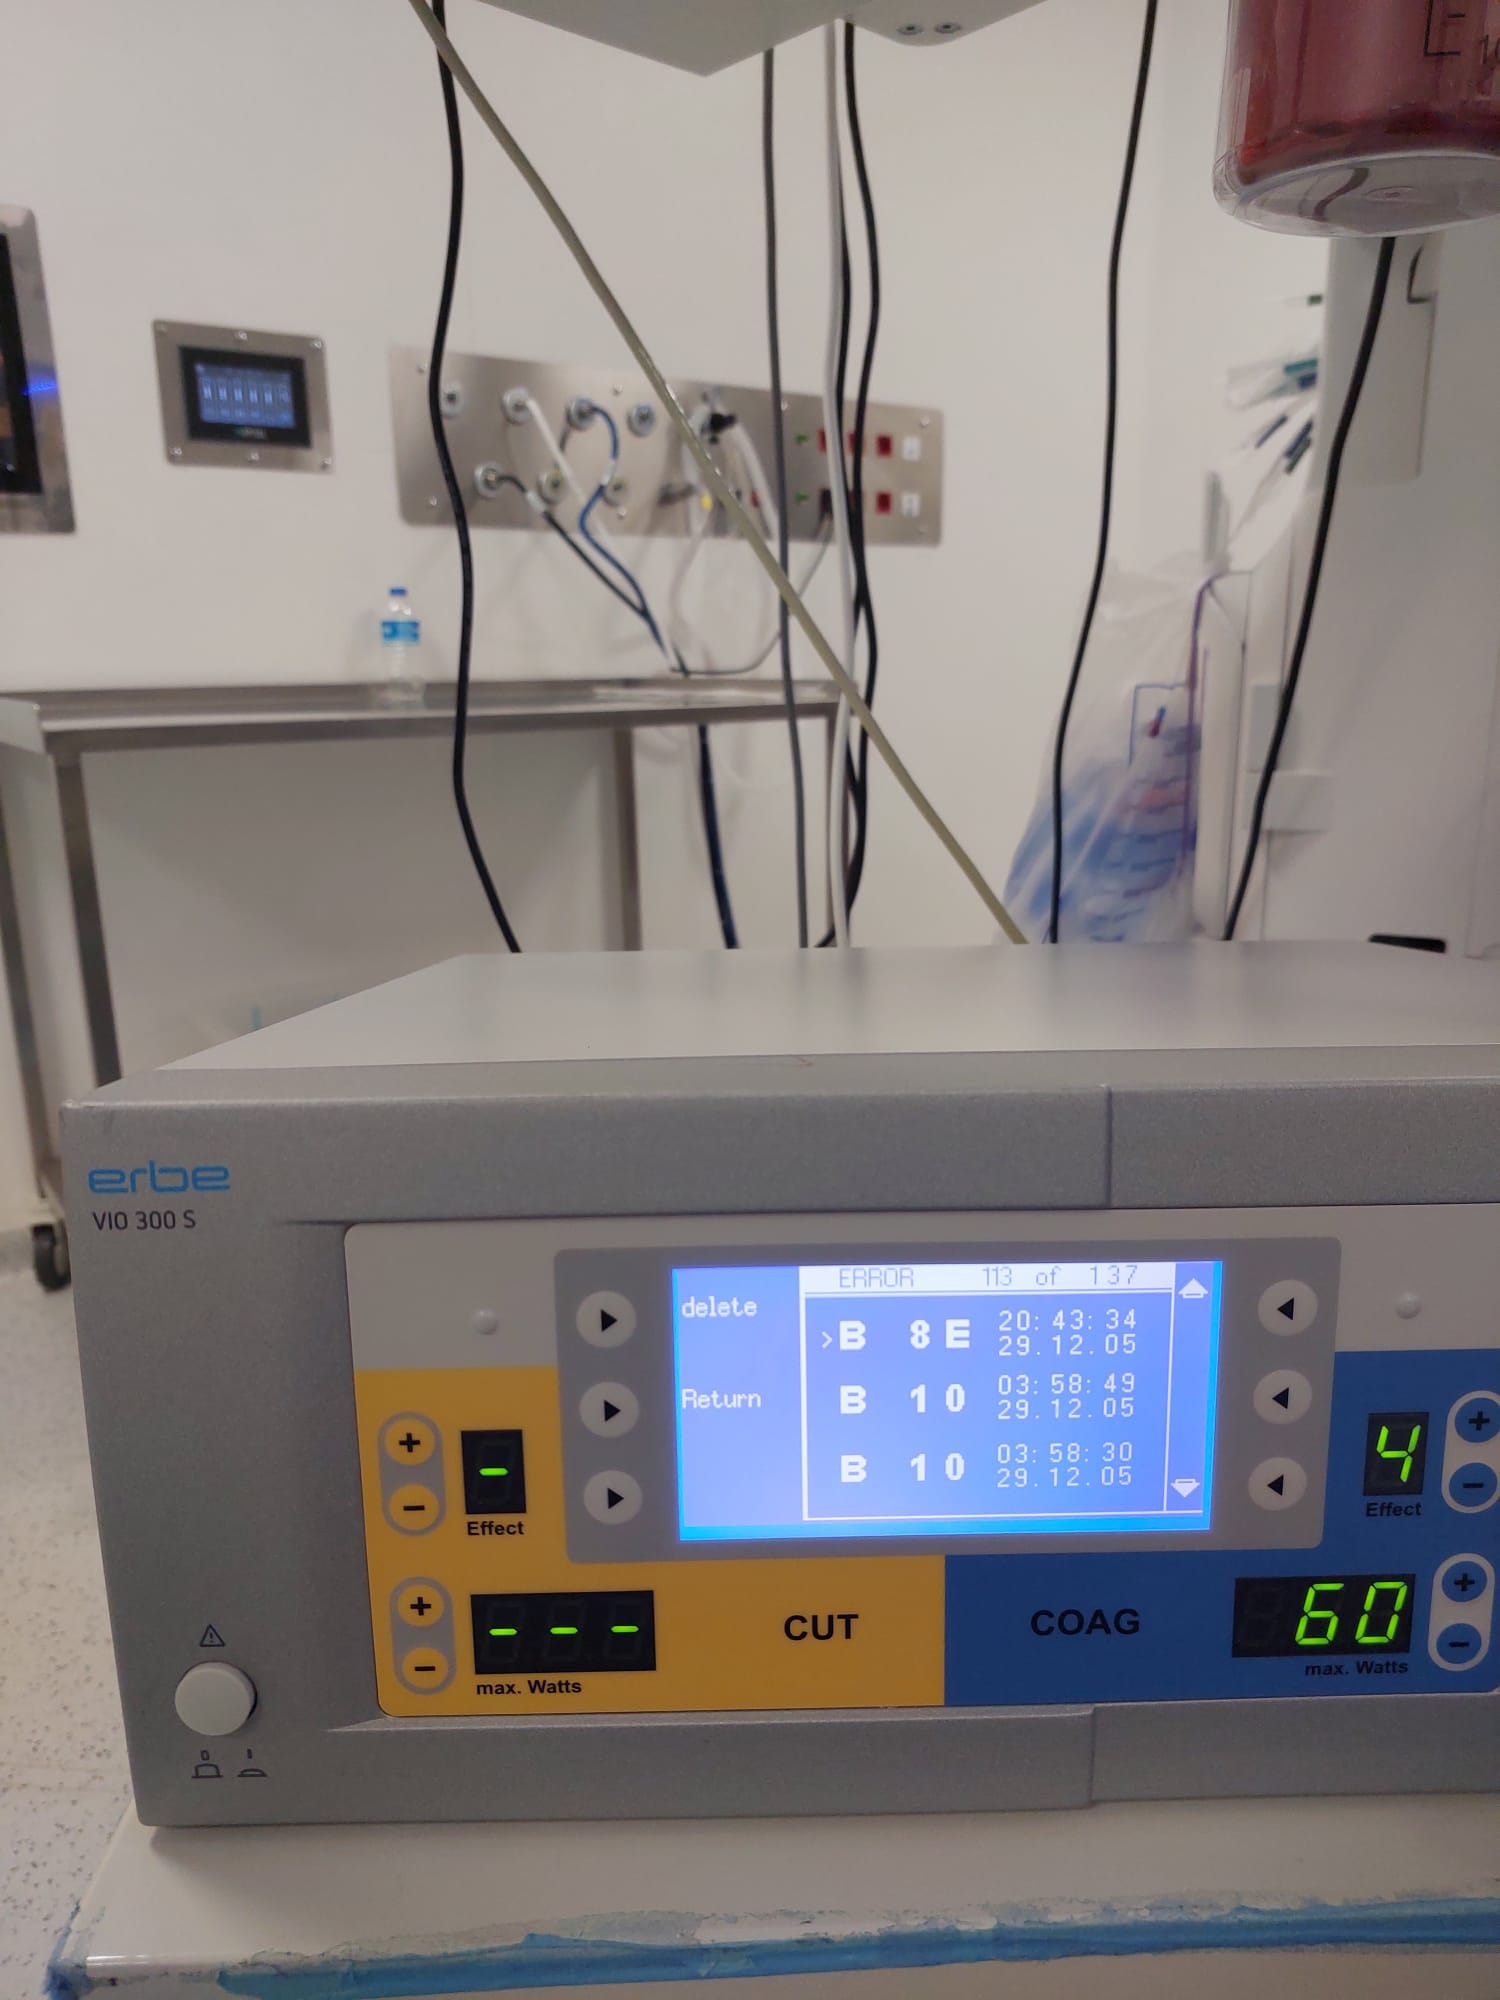 erbe
VIO 300 S
ERROR 113 of 137
delete
>B 8E 20:43:34
29.12.05
Return
B 10 03:58:49
29.12.05
B 10 03:58:30
29.12.05
+
-
-
Effect
4
Effect
+
-
+
-
---
max. Watts
CUT
COAG
60
max. Watts
+
-